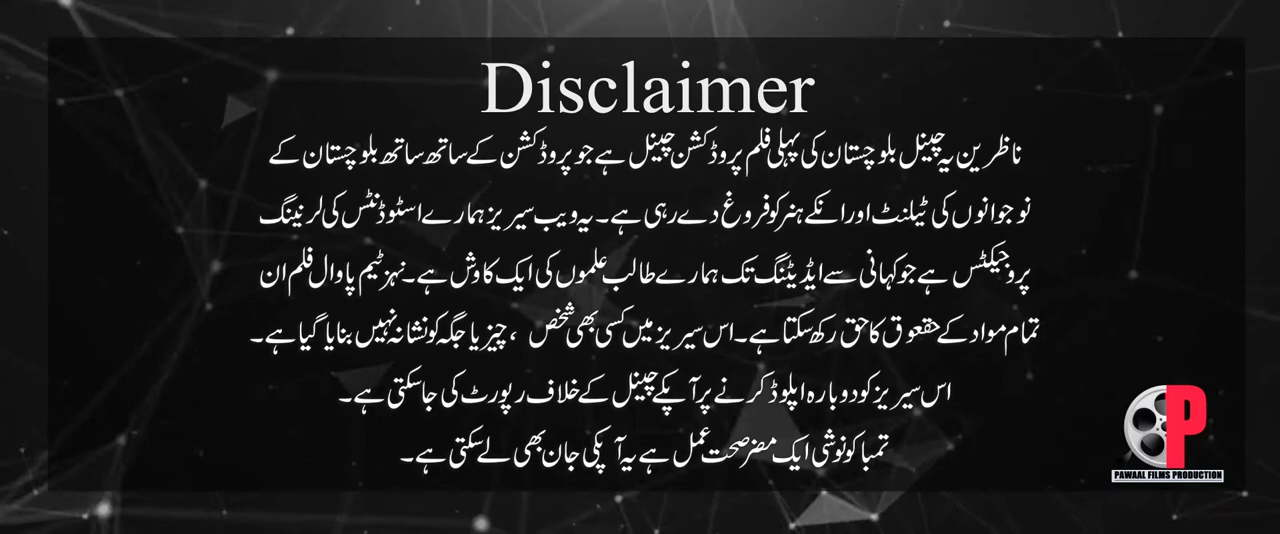 Disclaimer
ناظرین یہ چینل بلوچستان کی پہلی فلم پروڈکشن چینل ہے جو پروڈکشن کے ساتھ ساتھ بلوچستان کے
نوجوانوں کی ٹیلنٹ اور انکے ہنر کو فروغ دے رہی ہے۔ یہ ویب سیریز ہمارے اسٹوڈنٹس کی لرنینگ
پروجیکٹس ہے جو کہانی سے ایڈیٹنگ تک ہمارے طالب علموں کی ایک کاوش ہے۔ نہز ٹیم پاوال فلم ان
تمام مواد کے حقعوق کا حق رکھ سکتا ہے۔ اس سیریز میں کسی بھی شخص ، چیز یا جگہ کو نشانہ نہیں بنایا گیا ہے۔
اس سیریز کو دوبارہ اپلوڈ کرنے پر آپکے چینل کے خلاف رپورٹ کی جاسکتی ہے۔
تمباکو نوشی ایک مضر صحت عمل ہے یہ آپکی جان بھی لے سکتی ہے۔
P
PAWAAL FILMS PRODUCTION